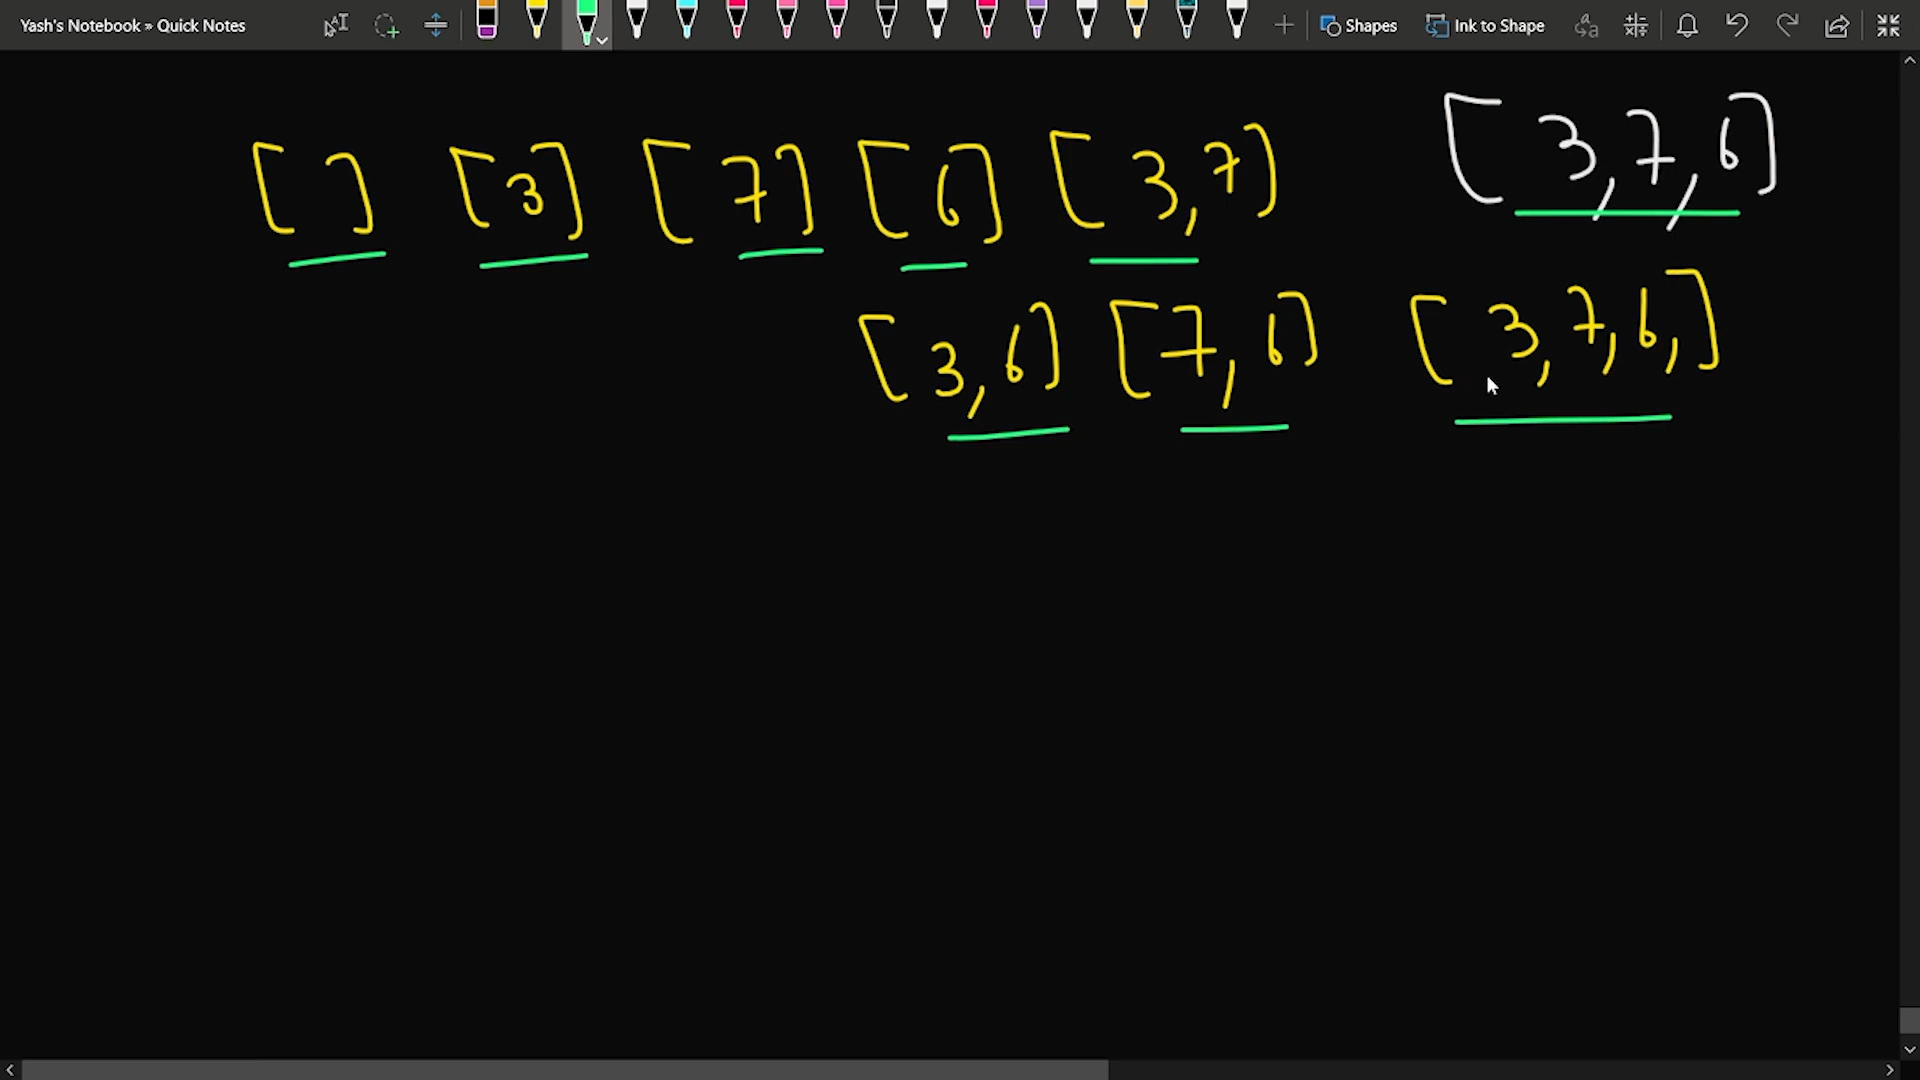 Yash's Notebook » Quick Notes
Shapes
Ink to Shape
[ 3, 7, 6]
[ ] [3] [ 7] [ 6] [ 3, 7]
[ 3, 6] [7, 6] [ 3, 7, 6, ]